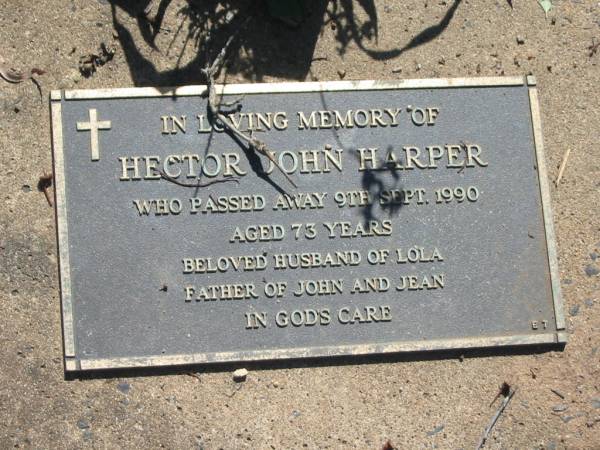 IN LOVING MEMORY OF
HECTOR JOHN HARPER
WHO PASSED AWAY 9TH SEPT. 1990
AGED 73 YEARS
BELOVED HUSBAND OF LOLA
FATHER OF JOHN AND JEAN
IN GOD'S CARE
ET